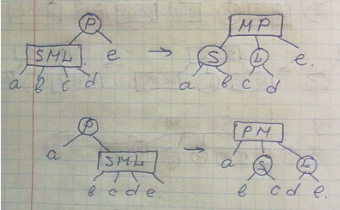 P MP
SML e → S L e.
a b c d a b c d
P PM
a SML → a S L
b c d e. b c d e.